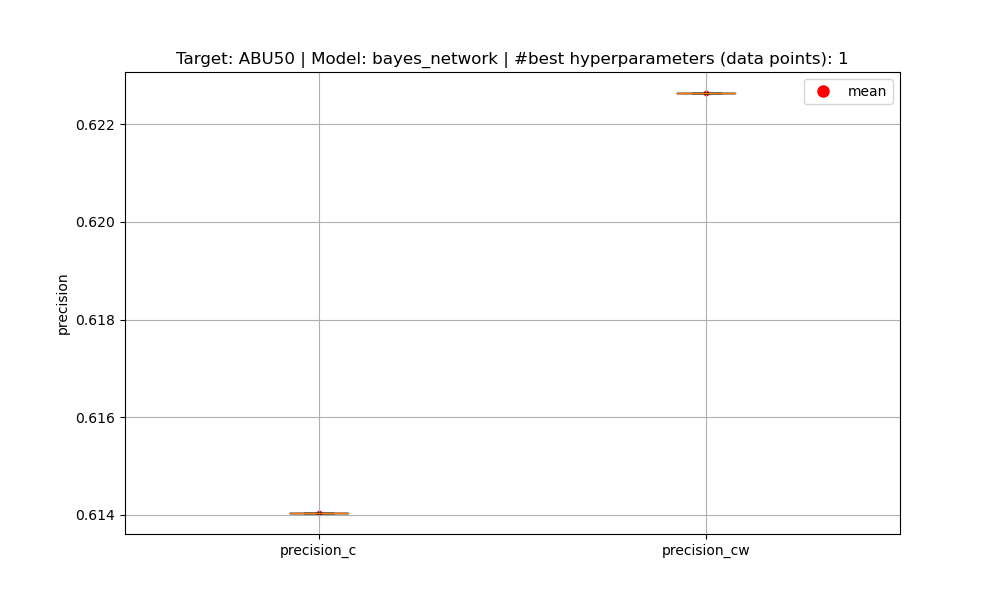 Target: ABU50 | Model: bayes_network | #best hyperparameters (data points): 1
mean
0.622
0.620
0.618
0.616
0.614
precision
precision_c
precision_cw